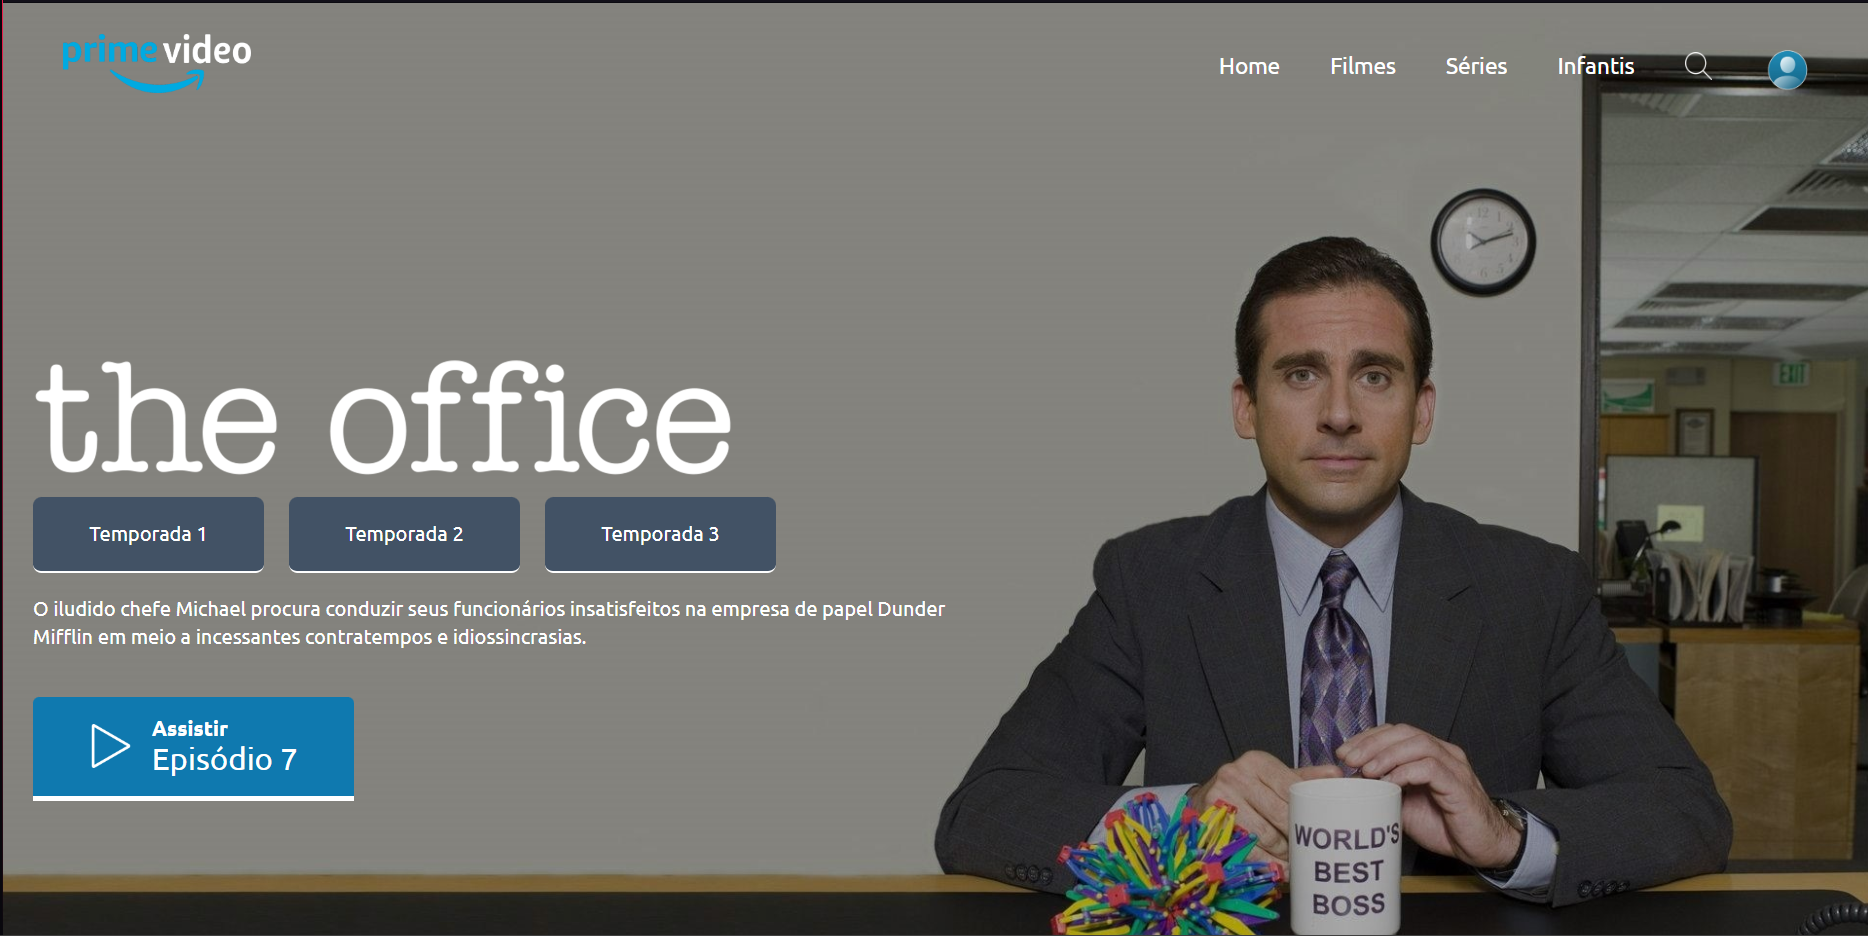 prime video
Home
Filmes
Séries
Infantis
EXIT
the office
Temporada 1
Temporada 2
Temporada 3
O iludido chefe Michael procura conduzir seus funcionários insatisfeitos na empresa de papel Dunder
Mifflin em meio a incessantes contratempos e idiossincrasias.
Assistir
Episódio 7
WORLD'S
BEST
BOSS